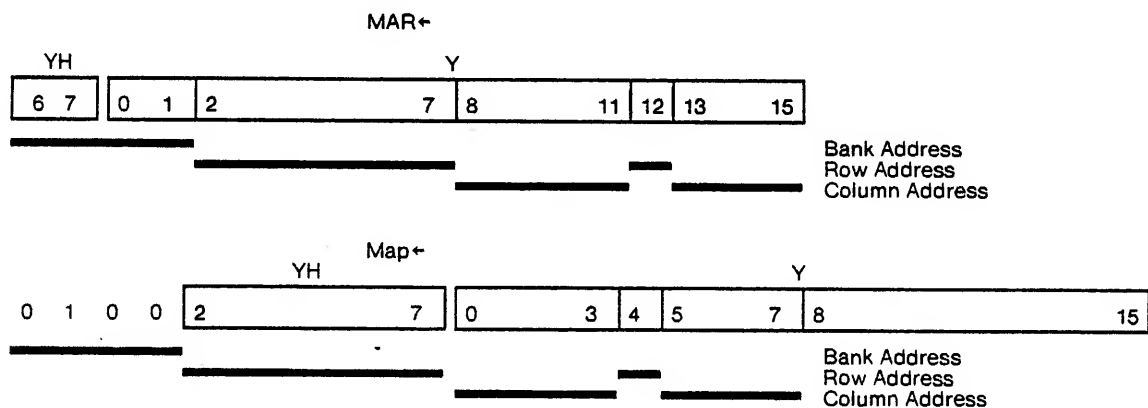 MAR←
YH Y
6 7 0 1 2 7 8 11 12 13 15
Bank Address
Row Address
Column Address
Map←
YH Y
0 1 0 0 2 7 0 3 4 5 7 8 15
Bank Address
Row Address
Column Address